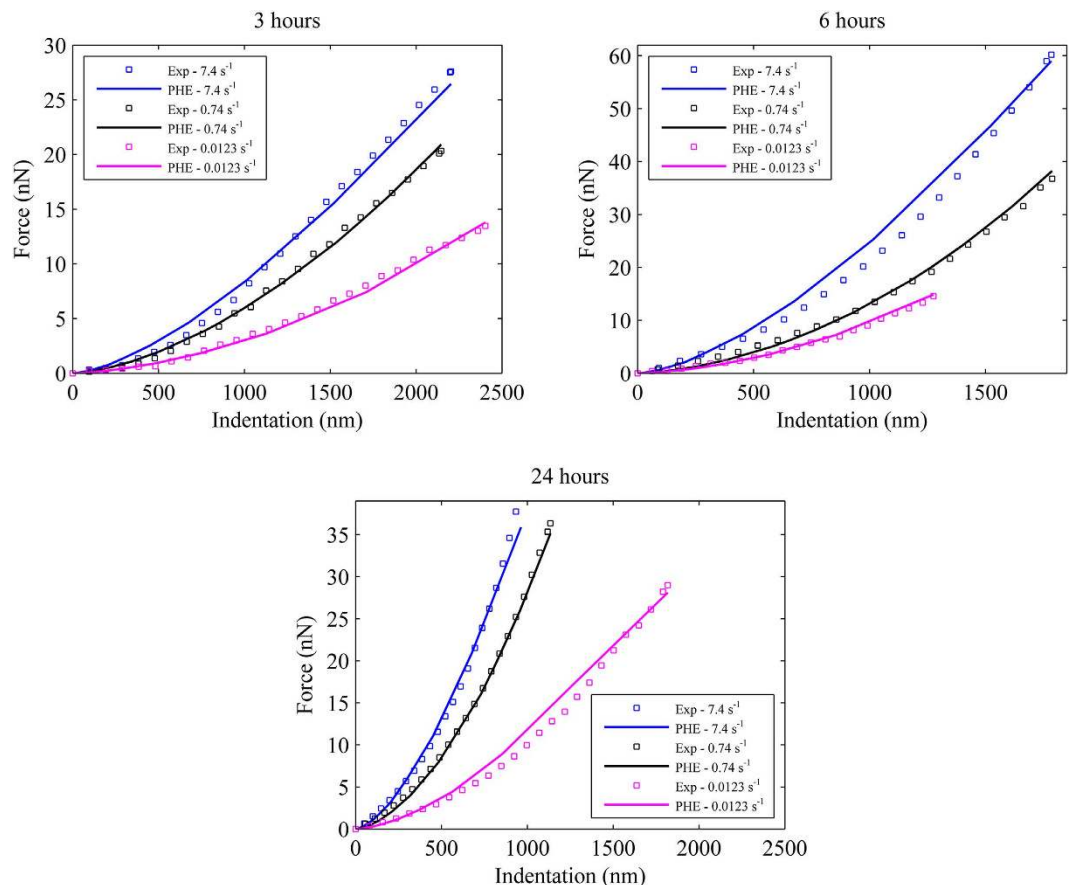 3 hours
30
25
20
15
10
5
0
Force (nN)
Exp - 7.4 s⁻¹
PHE - 7.4 s⁻¹
Exp - 0.74 s⁻¹
PHE - 0.74 s⁻¹
Exp - 0.0123 s⁻¹
PHE - 0.0123 s⁻¹
0 500 1000 1500 2000 2500
Indentation (nm)
6 hours
60
50
40
30
20
10
0
Force (nN)
Exp - 7.4 s⁻¹
PHE - 7.4 s⁻¹
Exp - 0.74 s⁻¹
PHE - 0.74 s⁻¹
Exp - 0.0123 s⁻¹
PHE - 0.0123 s⁻¹
0 500 1000 1500
Indentation (nm)
24 hours
35
30
25
20
15
10
5
0
Force (nN)
Exp - 7.4 s⁻¹
PHE - 7.4 s⁻¹
Exp - 0.74 s⁻¹
PHE - 0.74 s⁻¹
Exp - 0.0123 s⁻¹
PHE - 0.0123 s⁻¹
0 500 1000 1500 2000 2500
Indentation (nm)